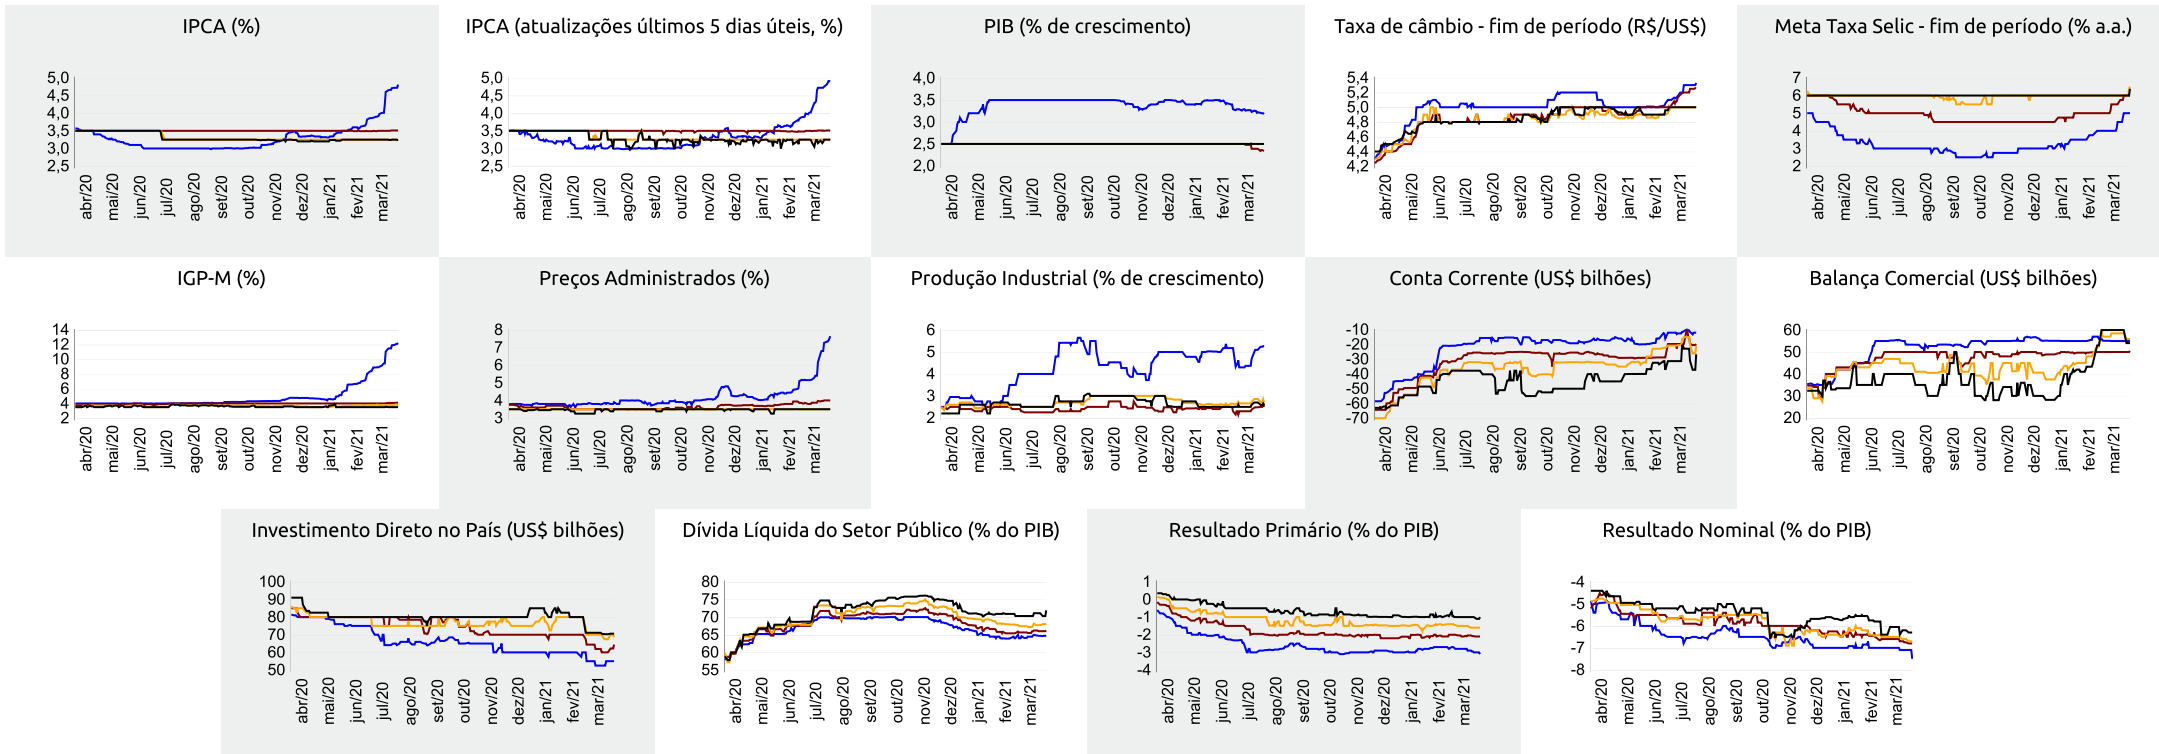 IPCA (%)
5,0
4,5
4,0
3,5
3,0
2,5
abr/20 mai/20 jun/20 jul/20 ago/20 set/20 out/20 nov/20 dez/20 jan/21 fev/21 mar/21
IPCA (atualizações últimos 5 dias úteis, %)
5,0
4,5
4,0
3,5
3,0
2,5
abr/20 mai/20 jun/20 jul/20 ago/20 set/20 out/20 nov/20 dez/20 jan/21 fev/21 mar/21
PIB (% de crescimento)
4,0
3,5
3,0
2,5
2,0
abr/20 mai/20 jun/20 jul/20 ago/20 set/20 out/20 nov/20 dez/20 jan/21 fev/21 mar/21
Taxa de câmbio - fim de período (R$/US$)
5,4
5,2
5,0
4,8
4,6
4,4
4,2
abr/20 mai/20 jun/20 jul/20 ago/20 set/20 out/20 nov/20 dez/20 jan/21 fev/21 mar/21
Meta Taxa Selic - fim de período (% a.a.)
7
6
5
4
3
2
abr/20 mai/20 jun/20 jul/20 ago/20 set/20 out/20 nov/20 dez/20 jan/21 fev/21 mar/21
IGP-M (%)
14
12
10
8
6
4
2
abr/20 mai/20 jun/20 jul/20 ago/20 set/20 out/20 nov/20 dez/20 jan/21 fev/21 mar/21
Preços Administrados (%)
8
7
6
5
4
3
abr/20 mai/20 jun/20 jul/20 ago/20 set/20 out/20 nov/20 dez/20 jan/21 fev/21 mar/21
Produção Industrial (% de crescimento)
6
5
4
3
2
abr/20 mai/20 jun/20 jul/20 ago/20 set/20 out/20 nov/20 dez/20 jan/21 fev/21 mar/21
Conta Corrente (US$ bilhões)
-10
-20
-30
-40
-50
-60
-70
abr/20 mai/20 jun/20 jul/20 ago/20 set/20 out/20 nov/20 dez/20 jan/21 fev/21 mar/21
Balança Comercial (US$ bilhões)
60
50
40
30
20
abr/20 mai/20 jun/20 jul/20 ago/20 set/20 out/20 nov/20 dez/20 jan/21 fev/21 mar/21
Investimento Direto no País (US$ bilhões)
100
90
80
70
60
50
abr/20 mai/20 jun/20 jul/20 ago/20 set/20 out/20 nov/20 dez/20 jan/21 fev/21 mar/21
Dívida Líquida do Setor Público (% do PIB)
80
75
70
65
60
55
abr/20 mai/20 jun/20 jul/20 ago/20 set/20 out/20 nov/20 dez/20 jan/21 fev/21 mar/21
Resultado Primário (% do PIB)
1
0
-1
-2
-3
-4
abr/20 mai/20 jun/20 jul/20 ago/20 set/20 out/20 nov/20 dez/20 jan/21 fev/21 mar/21
Resultado Nominal (% do PIB)
-4
-5
-6
-7
-8
abr/20 mai/20 jun/20 jul/20 ago/20 set/20 out/20 nov/20 dez/20 jan/21 fev/21 mar/21